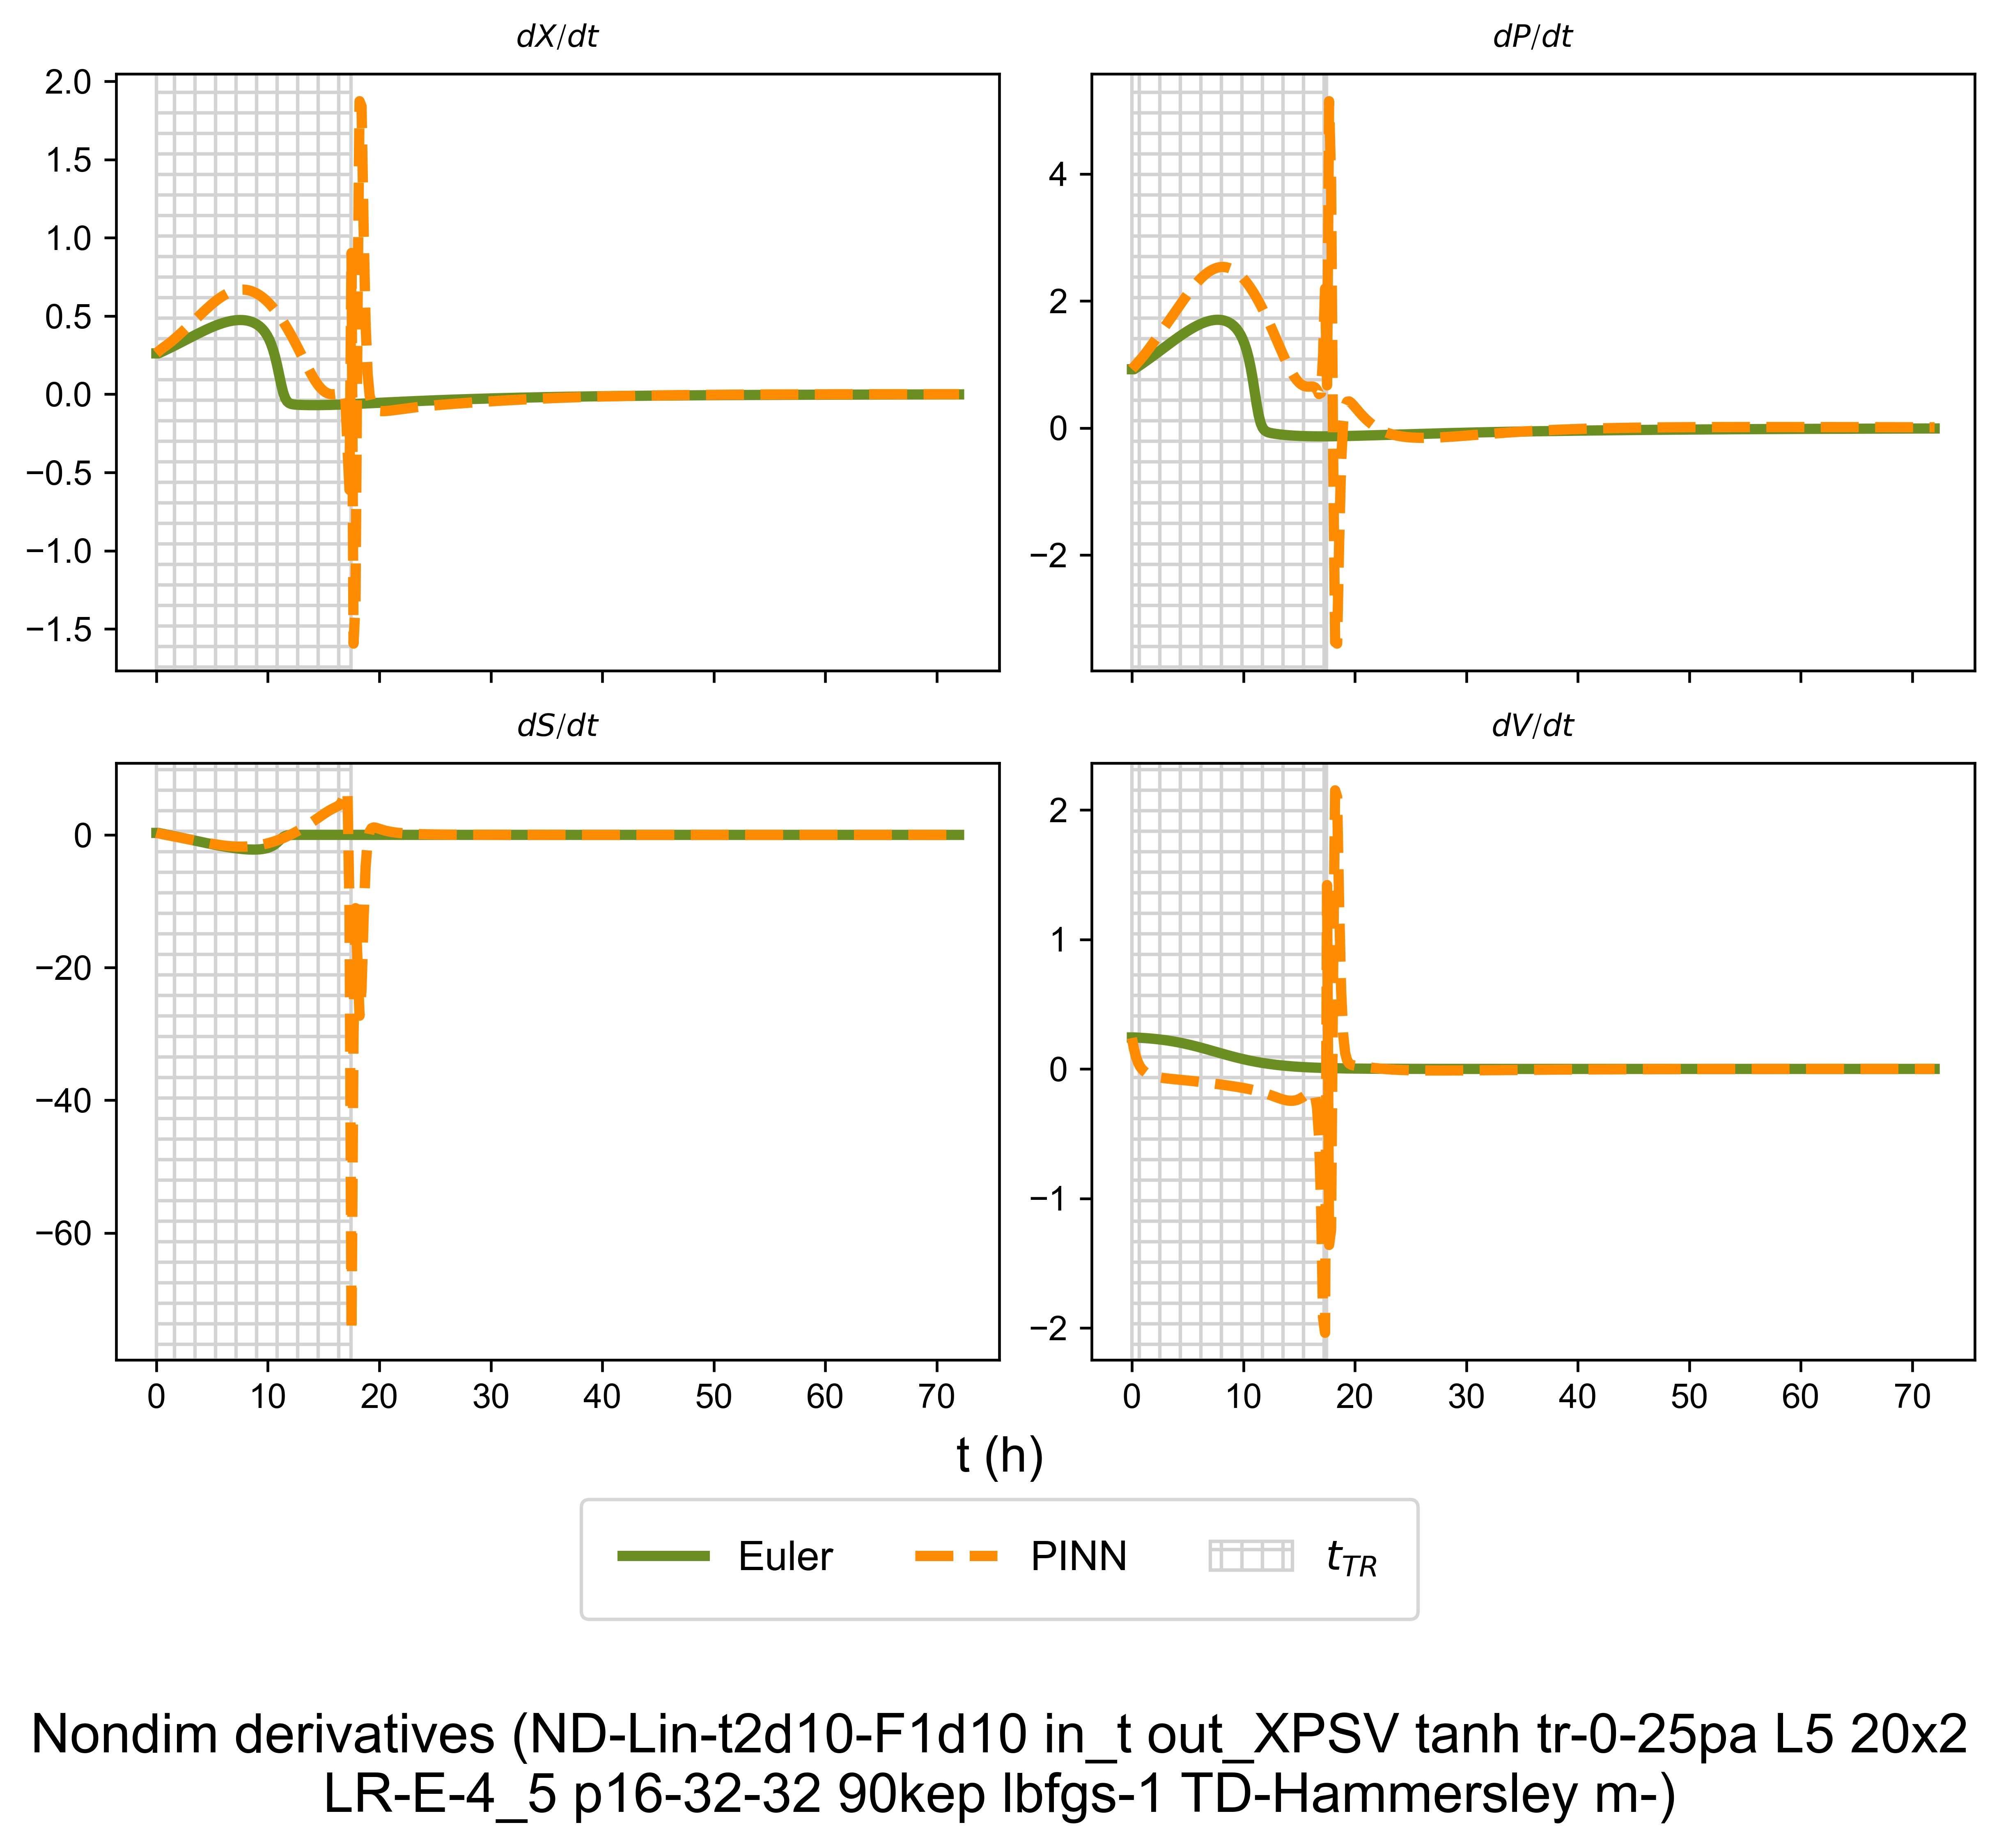 dX/dt
dP/dt
2.0
1.5
1.0
0.5
0.0
−0.5
−1.0
−1.5
4
2
0
−2
dS/dt
dV/dt
0
−20
−40
−60
2
1
0
−1
−2
0 10 20 30 40 50 60 70
0 10 20 30 40 50 60 70
t (h)
Euler PINN t_TR
Nondim derivatives (ND-Lin-t2d10-F1d10 in_t out_XPSV tanh tr-0-25pa L5 20x2
LR-E-4_5 p16-32-32 90kep lbfgs-1 TD-Hammersley m-)